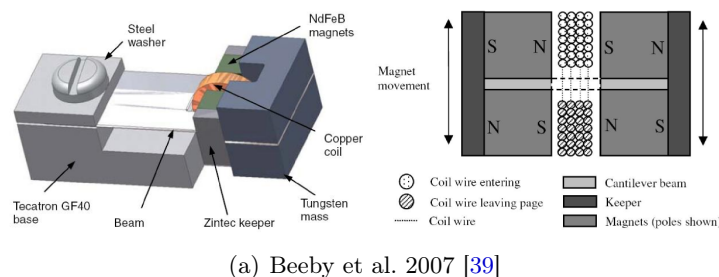 Steel
washer
NdFeB
magnets
Copper
coil
Tungsten
mass
Tecatron GF40
base
Beam
Zintec keeper
S N
S N
N S
N S
Magnet
movement
Coil wire entering
Coil wire leaving page
Coil wire
Cantilever beam
Keeper
Magnets (poles shown)
(a) Beeby et al. 2007 [39]